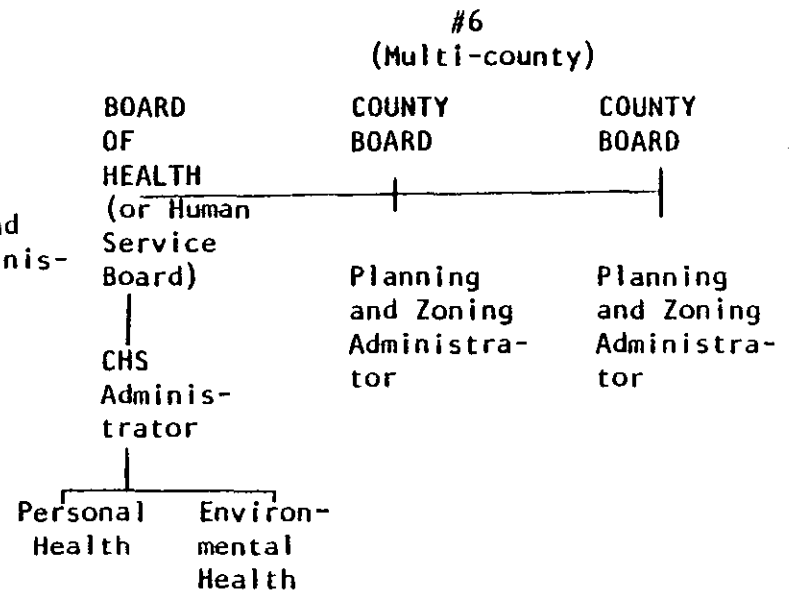 #6
(Multi-county)
BOARD
OF
HEALTH
(or Human
Service
Board)
COUNTY
BOARD
COUNTY
BOARD
nis-
Planning
and Zoning
Administra-
tor
Planning
and Zoning
Administra-
tor
CHS
Adminis-
trator
Personal
Health
Environ-
mental
Health